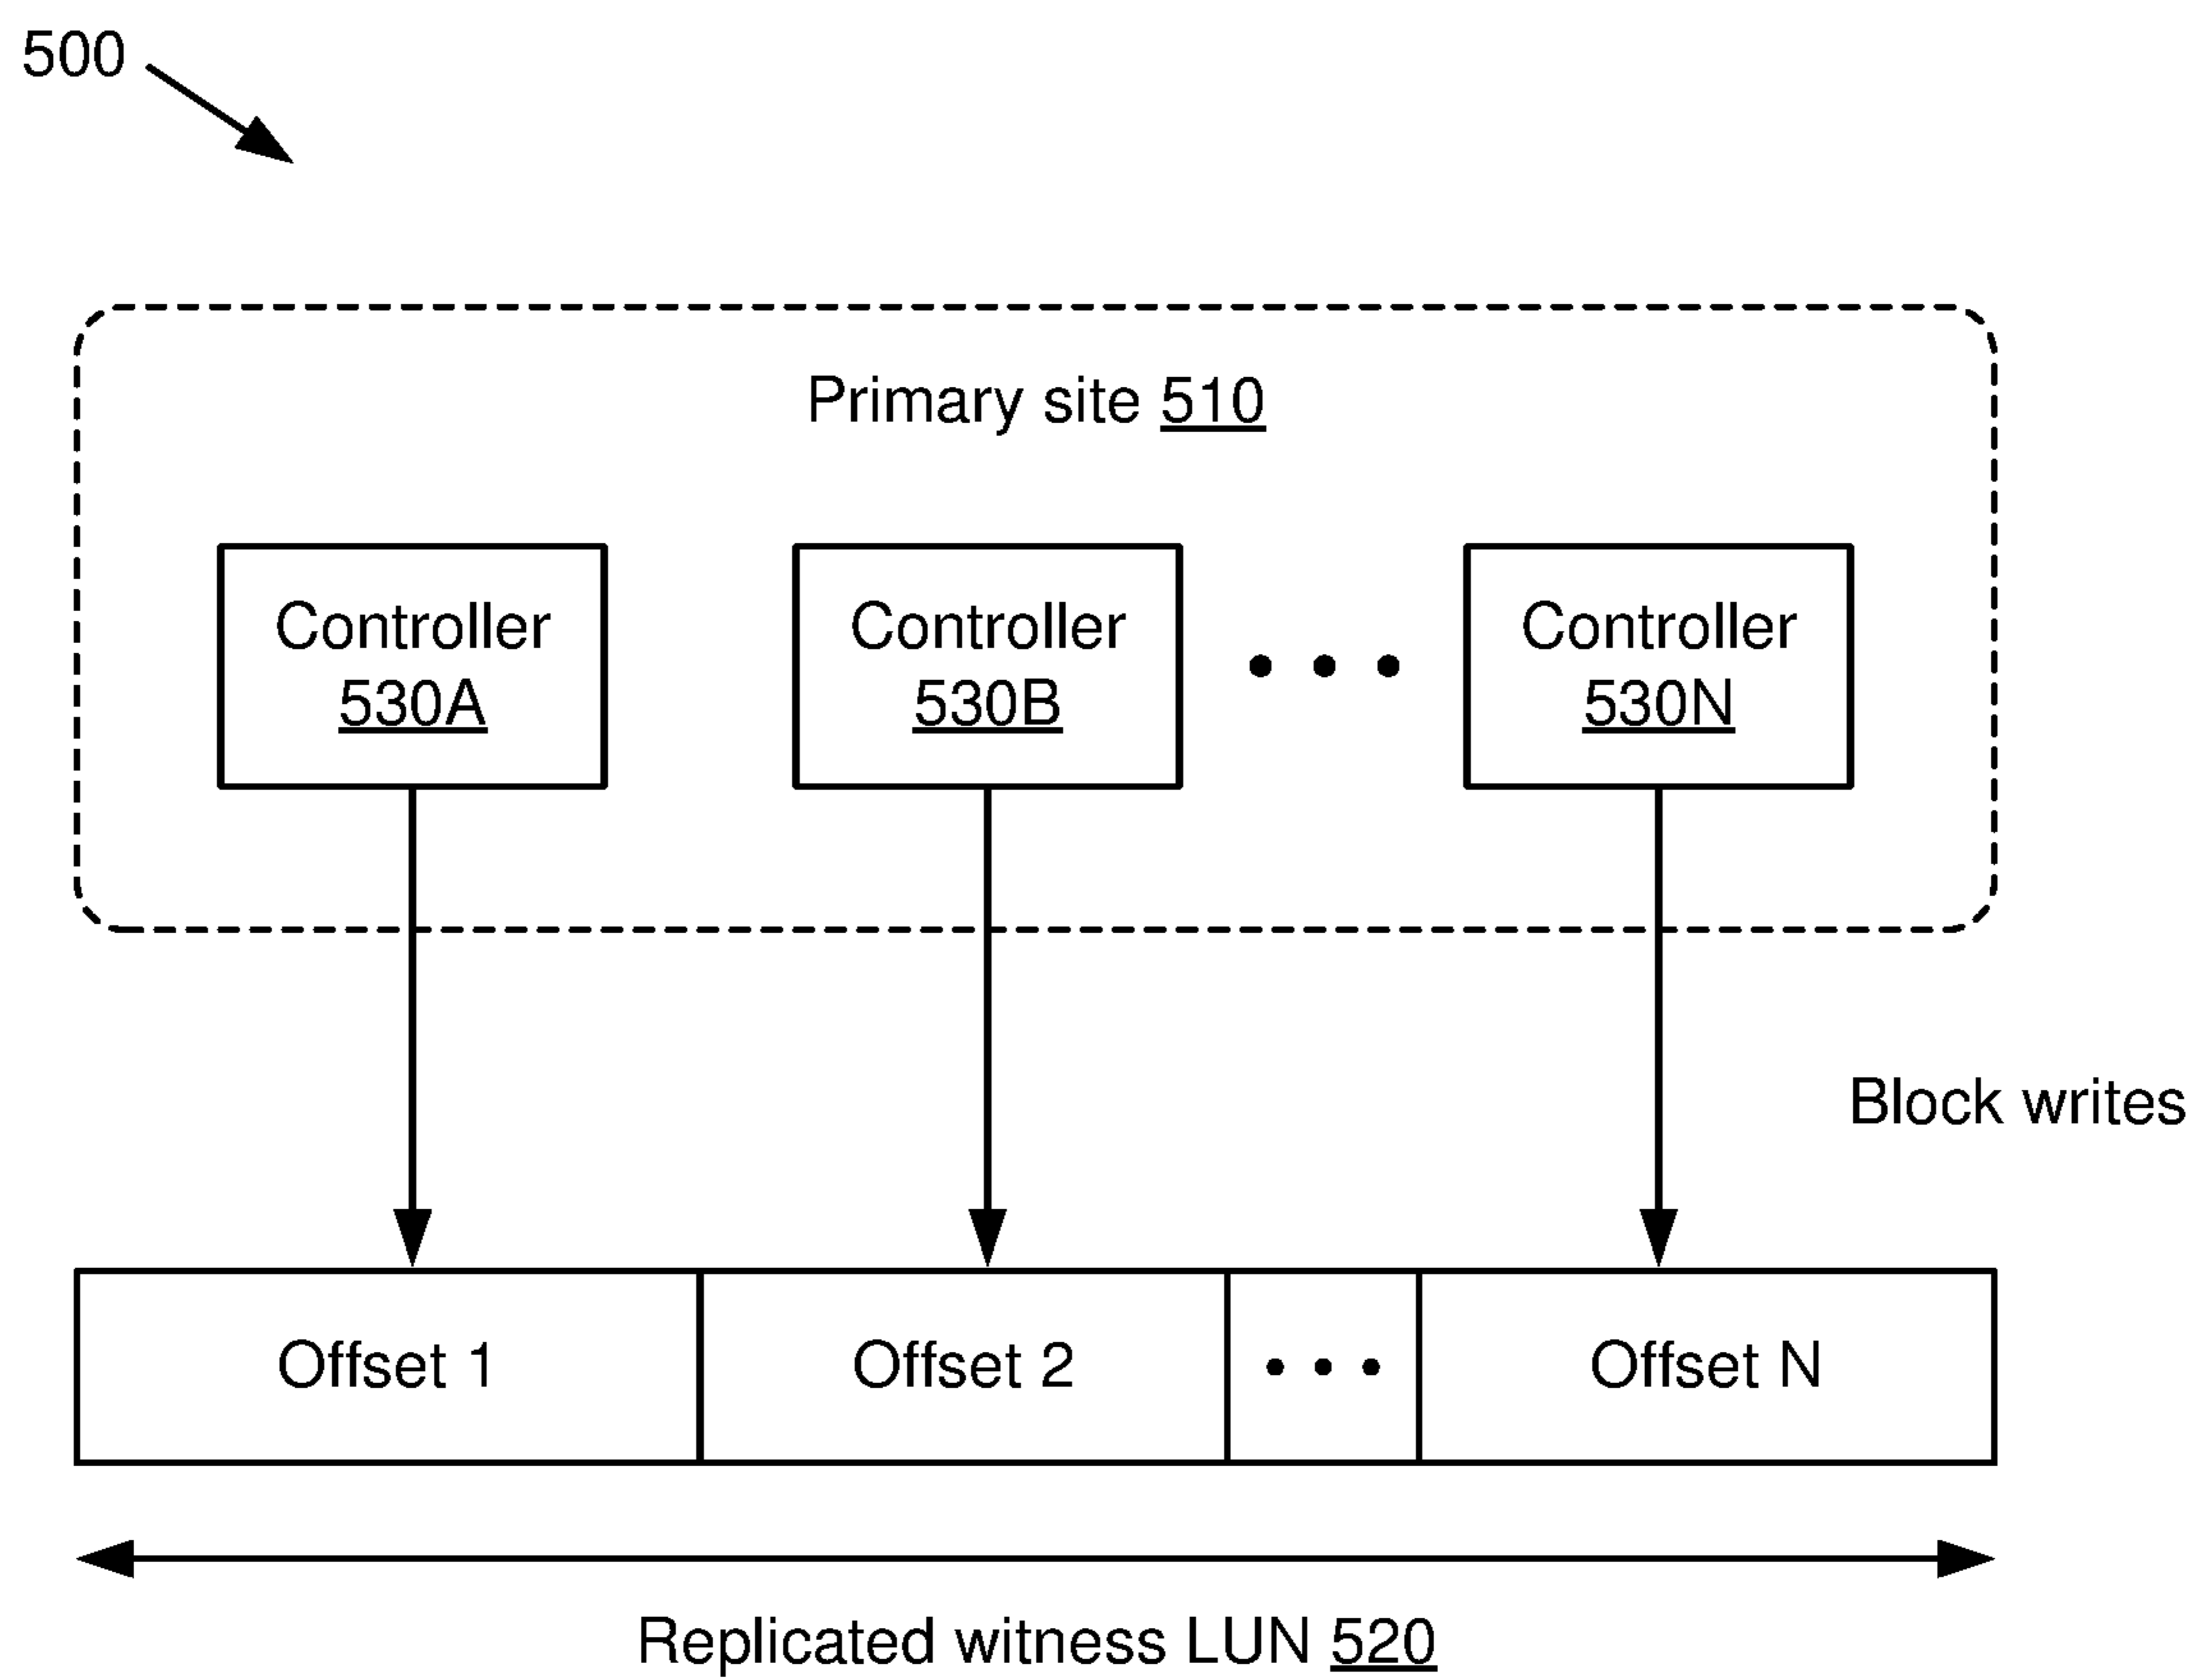 500
Primary site 510
Controller
530A
Controller
530B
Controller
530N
Block writes
Offset 1
Offset 2
Offset N
Replicated witness LUN 520